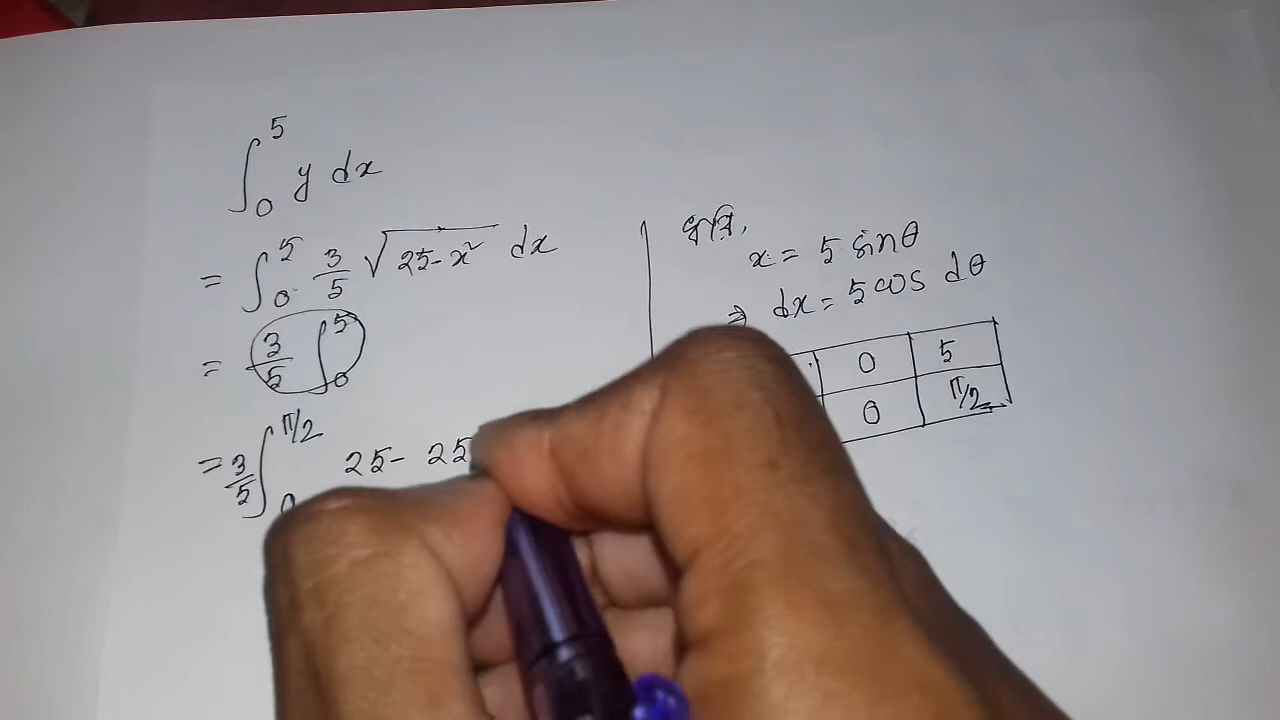 ∫₀⁵ y dx
= ∫₀⁵ 3/5 √(25-x²) dx
= 3/5 ∫₀⁵
= 3/5 ∫₀^π/2 25- 25
ধরি,
x = 5 sinθ
⇒ dx = 5 cos dθ
0 5
0 π/2